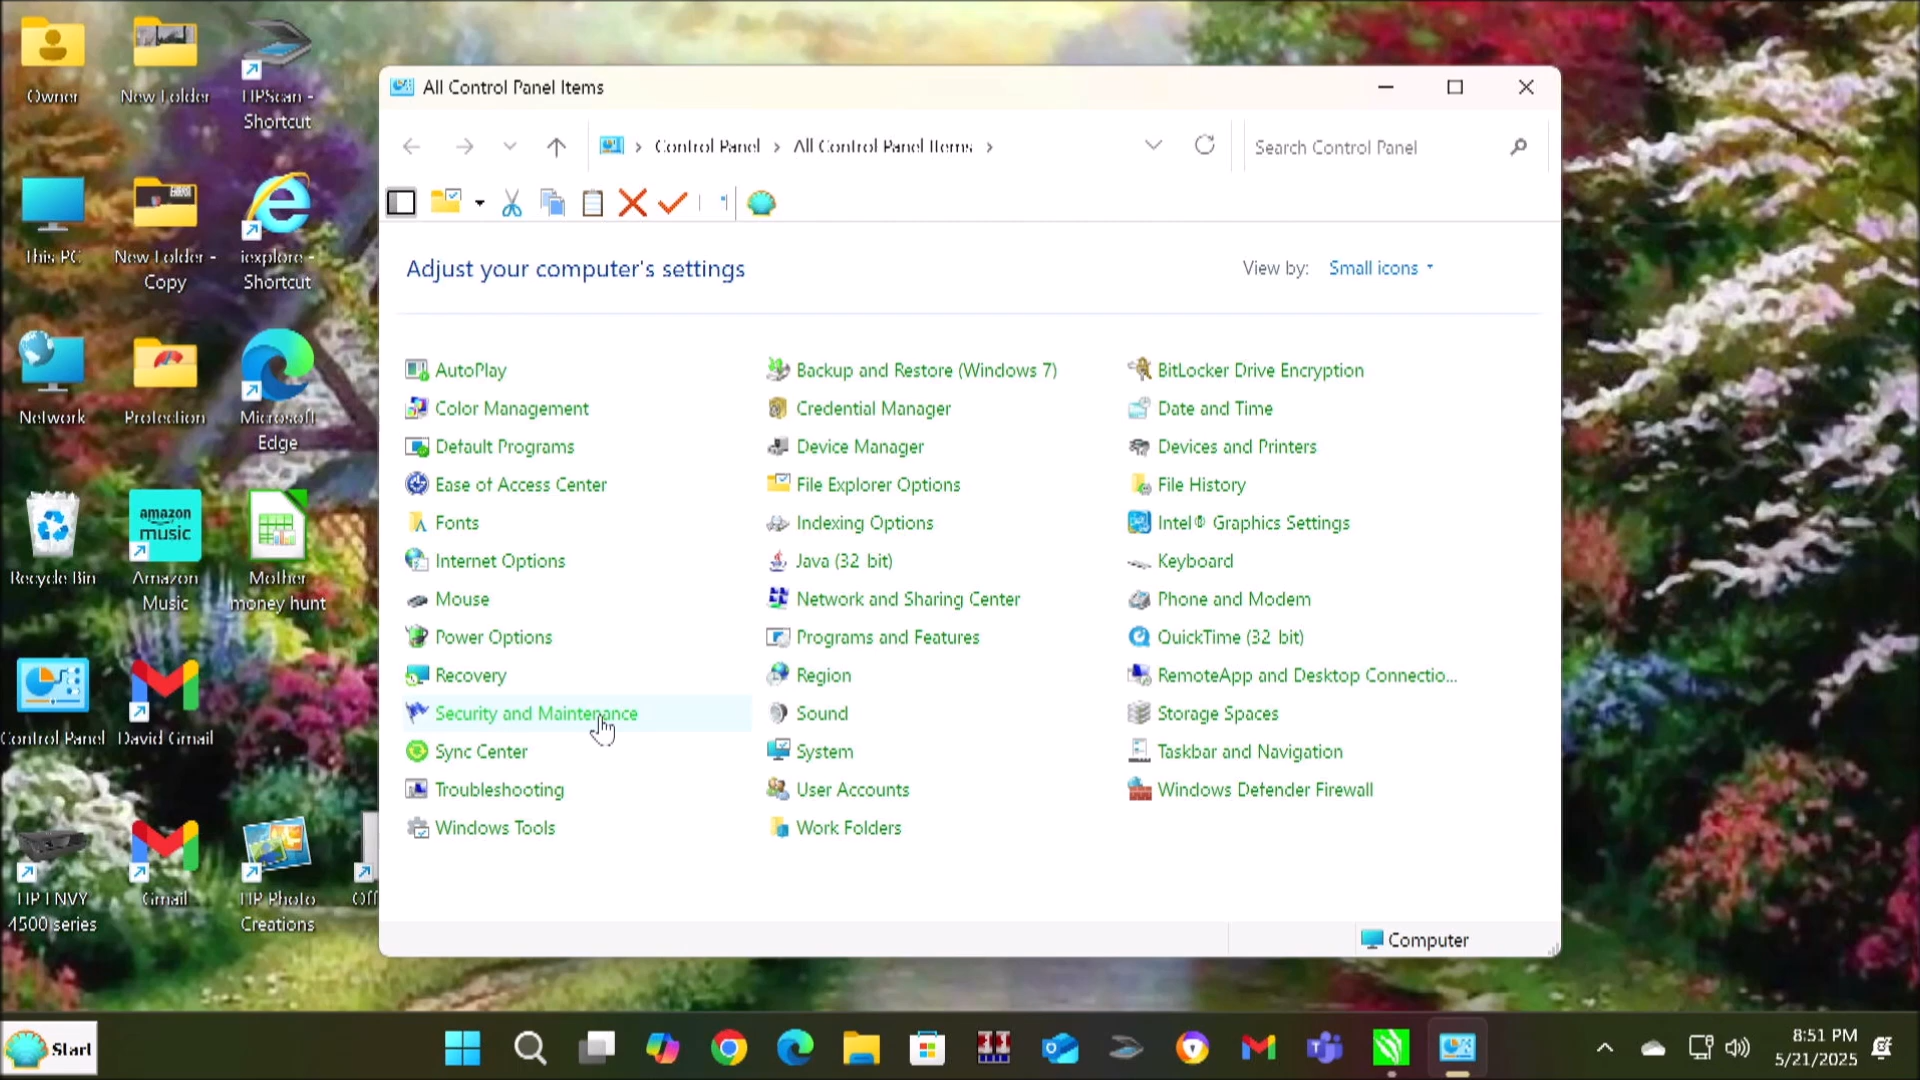 Owner
New Folder
HPScan -
Shortcut
This PC
New Folder -
Copy
iexplore -
Shortcut
Network
Protection
Microsoft
Edge
amazon
music
Recycle Bin
Amazon
Music
Mother
money hunt
Control Panel
David Gmail
HP ENVY
4500 series
Gmail
HP Photo
Creations
Off
All Control Panel Items
Control Panel
All Control Panel Items
Search Control Panel
Adjust your computer's settings
View by:
Small icons
AutoPlay
Backup and Restore (Windows 7)
BitLocker Drive Encryption
Color Management
Credential Manager
Date and Time
Default Programs
Device Manager
Devices and Printers
Ease of Access Center
File Explorer Options
File History
Fonts
Indexing Options
Intel® Graphics Settings
Internet Options
Java (32 bit)
Keyboard
Mouse
Network and Sharing Center
Phone and Modem
Power Options
Programs and Features
QuickTime (32 bit)
Recovery
Region
RemoteApp and Desktop Connectio...
Security and Maintenance
Sound
Storage Spaces
Sync Center
System
Taskbar and Navigation
Troubleshooting
User Accounts
Windows Defender Firewall
Windows Tools
Work Folders
Computer
Start
8:51 PM
5/21/2025